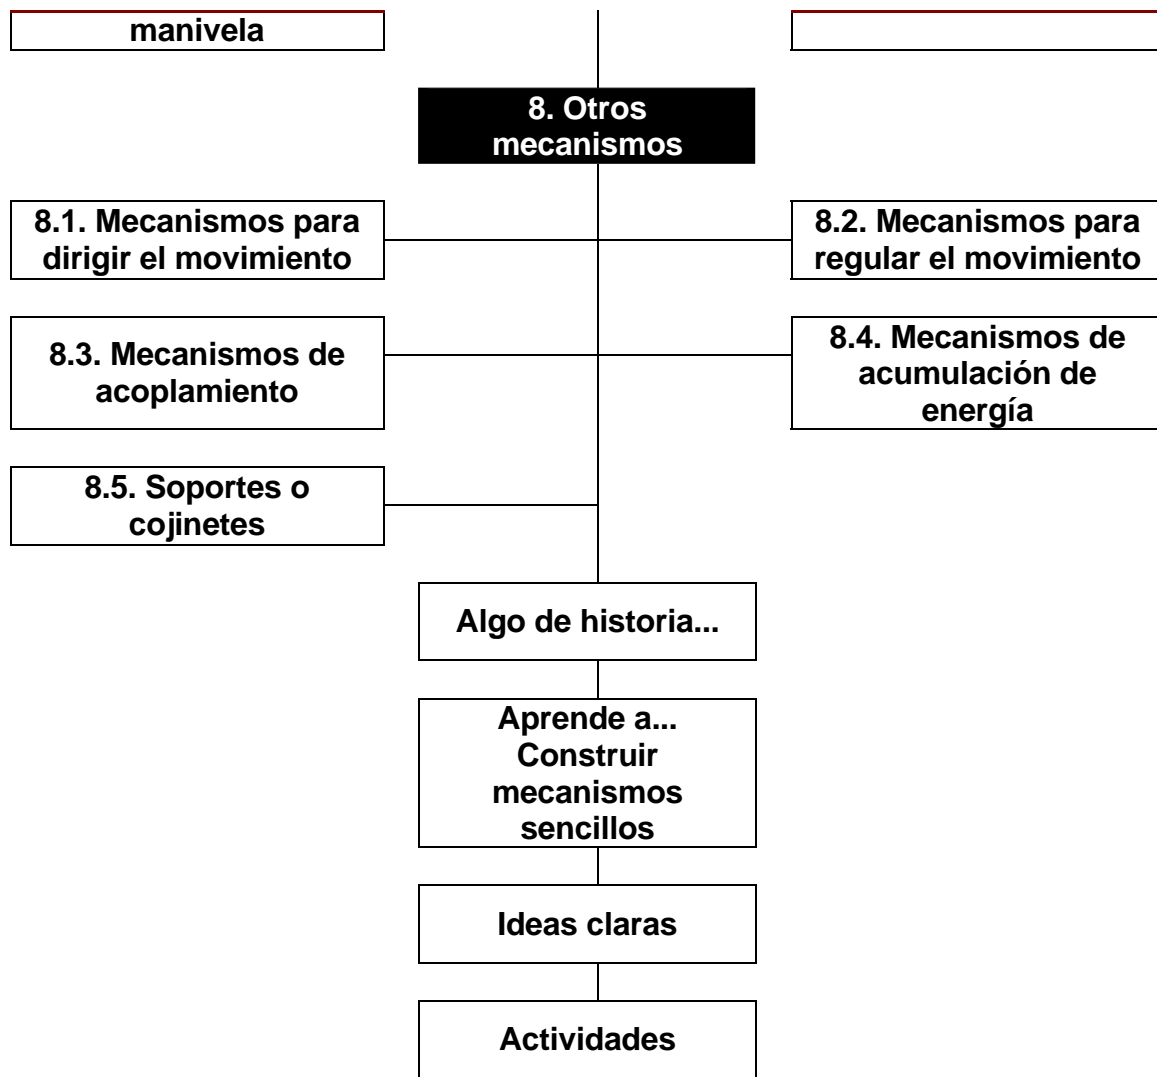 manivela
8. Otros
mecanismos
8.1. Mecanismos para
dirigir el movimiento
8.2. Mecanismos para
regular el movimiento
8.3. Mecanismos de
acoplamiento
8.4. Mecanismos de
acumulación de
energía
8.5. Soportes o
cojinetes
Algo de historia...
Aprende a...
Construir
mecanismos
sencillos
Ideas claras
Actividades